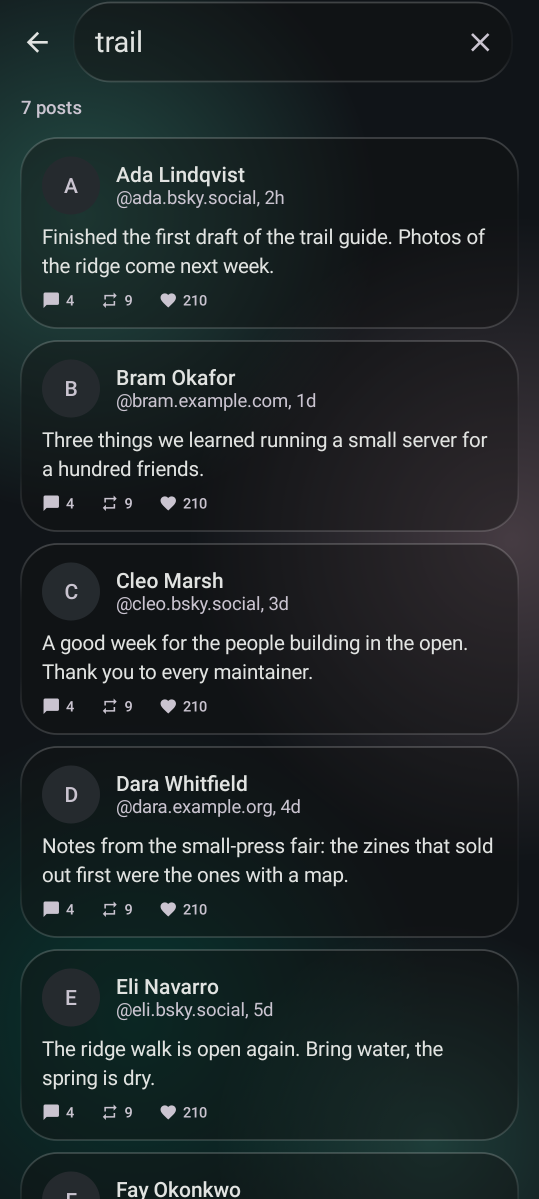 trail
7 posts
A
Ada Lindqvist
@ada.bsky.social, 2h
Finished the first draft of the trail guide. Photos of
the ridge come next week.
4 9 210
B
Bram Okafor
@bram.example.com, 1d
Three things we learned running a small server for
a hundred friends.
4 9 210
C
Cleo Marsh
@cleo.bsky.social, 3d
A good week for the people building in the open.
Thank you to every maintainer.
4 9 210
D
Dara Whitfield
@dara.example.org, 4d
Notes from the small-press fair: the zines that sold
out first were the ones with a map.
4 9 210
E
Eli Navarro
@eli.bsky.social, 5d
The ridge walk is open again. Bring water, the
spring is dry.
4 9 210
F
Fay Okonkwo